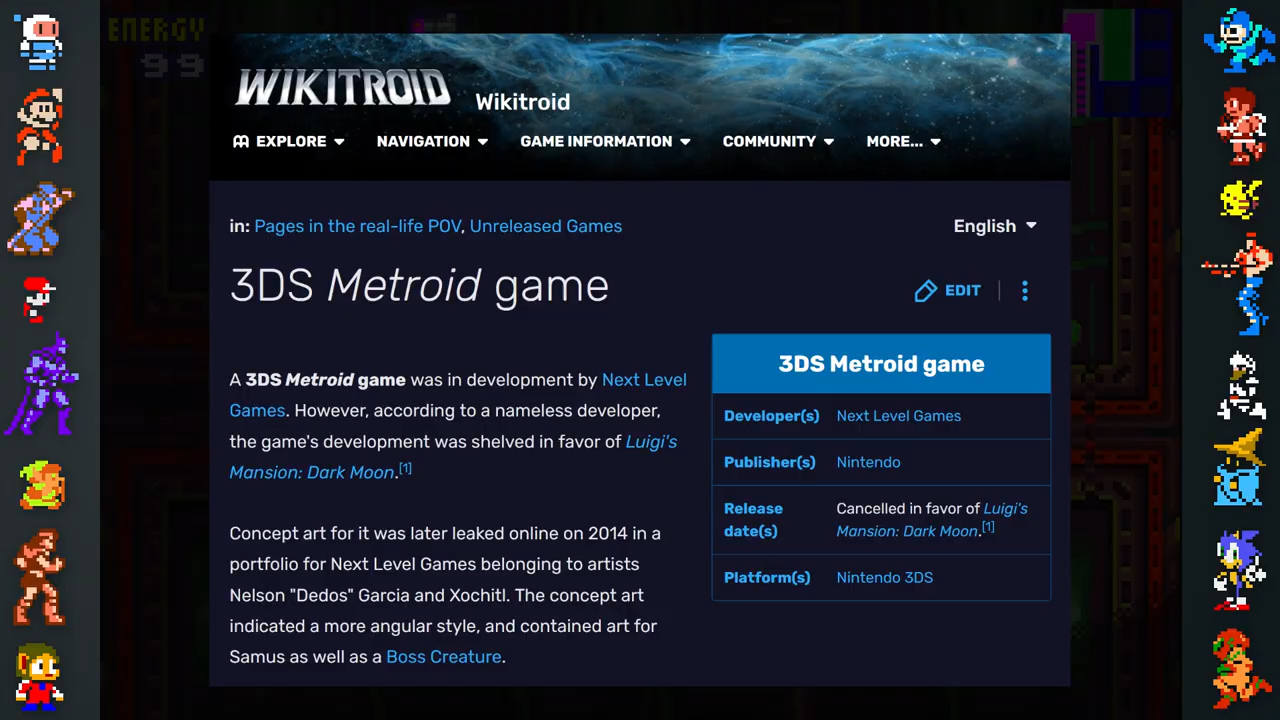 ENERGY
99
WIKITROID Wikitroid
EXPLORE NAVIGATION GAME INFORMATION COMMUNITY MORE...
in: Pages in the real-life POV, Unreleased Games English
3DS Metroid game EDIT
A 3DS Metroid game was in development by Next Level
Games. However, according to a nameless developer,
the game's development was shelved in favor of Luigi's
Mansion: Dark Moon.[1]
Concept art for it was later leaked online on 2014 in a
portfolio for Next Level Games belonging to artists
Nelson "Dedos" Garcia and Xochitl. The concept art
indicated a more angular style, and contained art for
Samus as well as a Boss Creature.
3DS Metroid game
Developer(s) Next Level Games
Publisher(s) Nintendo
Release date(s) Cancelled in favor of Luigi's
Mansion: Dark Moon.[1]
Platform(s) Nintendo 3DS